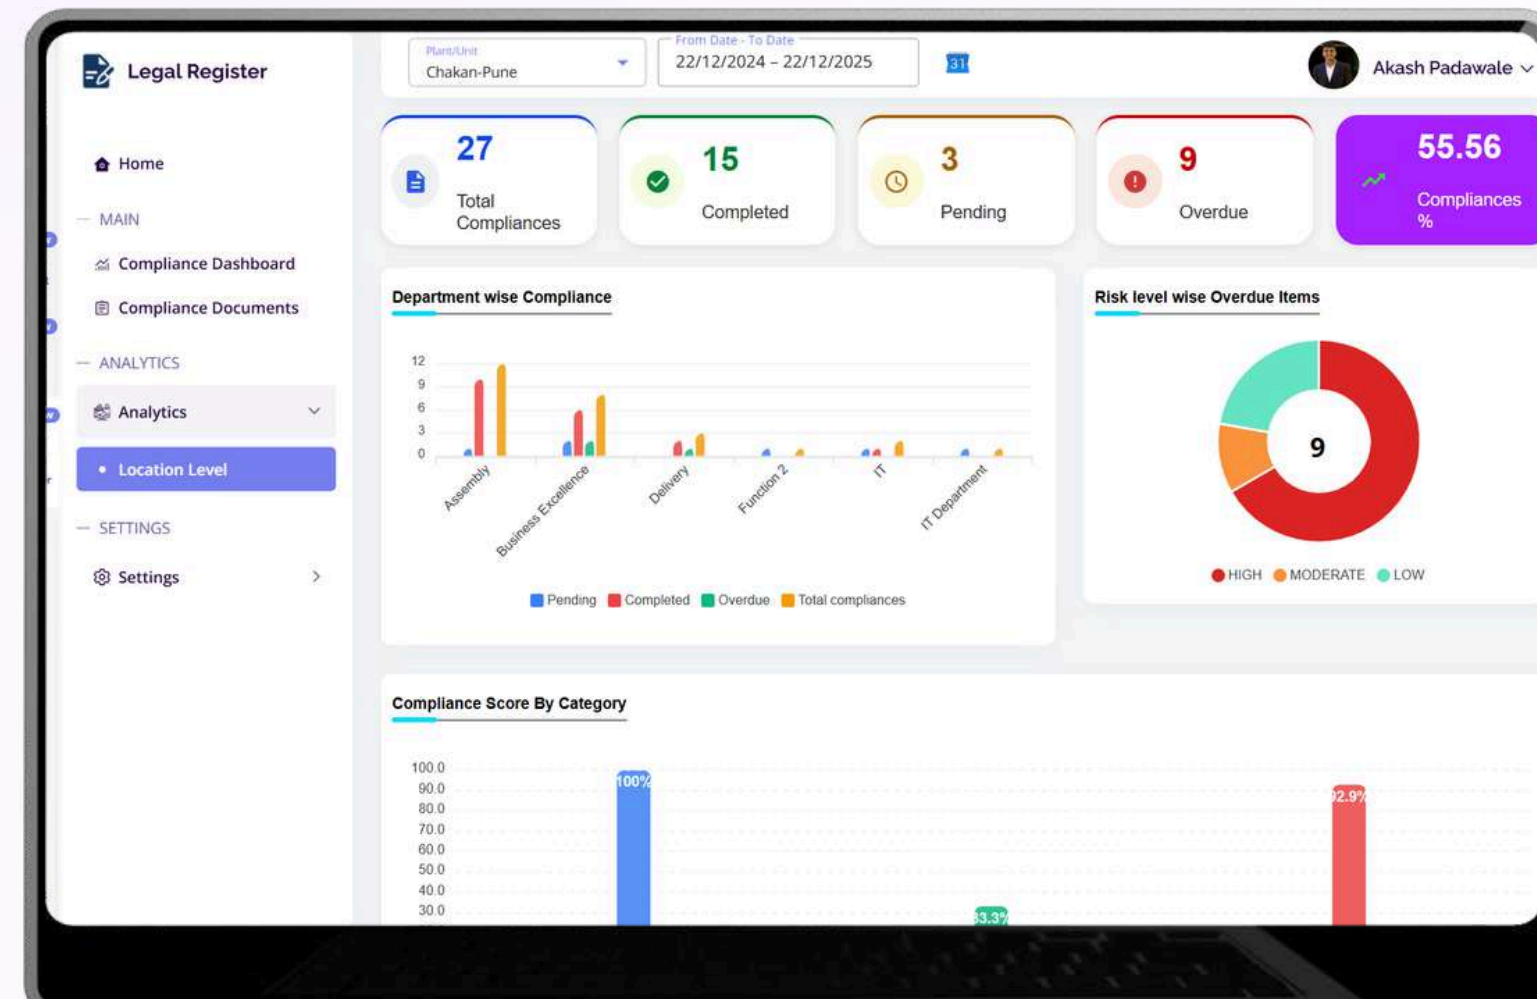 Legal Register
Home
MAIN
Compliance Dashboard
Compliance Documents
ANALYTICS
Analytics
Location Level
SETTINGS
Settings
Plant/Unit
Chakan-Pune
From Date - To Date
22/12/2024 – 22/12/2025
31
Akash Padawale
27
Total
Compliances
15
Completed
3
Pending
9
Overdue
55.56
Compliances
%
Department wise Compliance
12
9
6
3
0
Assembly
Business Excellence
Delivery
Function 2
IT
IT Department
Pending Completed Overdue Total compliances
Risk level wise Overdue Items
9
HIGH MODERATE LOW
Compliance Score By Category
100.0
90.0
80.0
70.0
60.0
50.0
40.0
30.0
100%
33.3%
92.9%